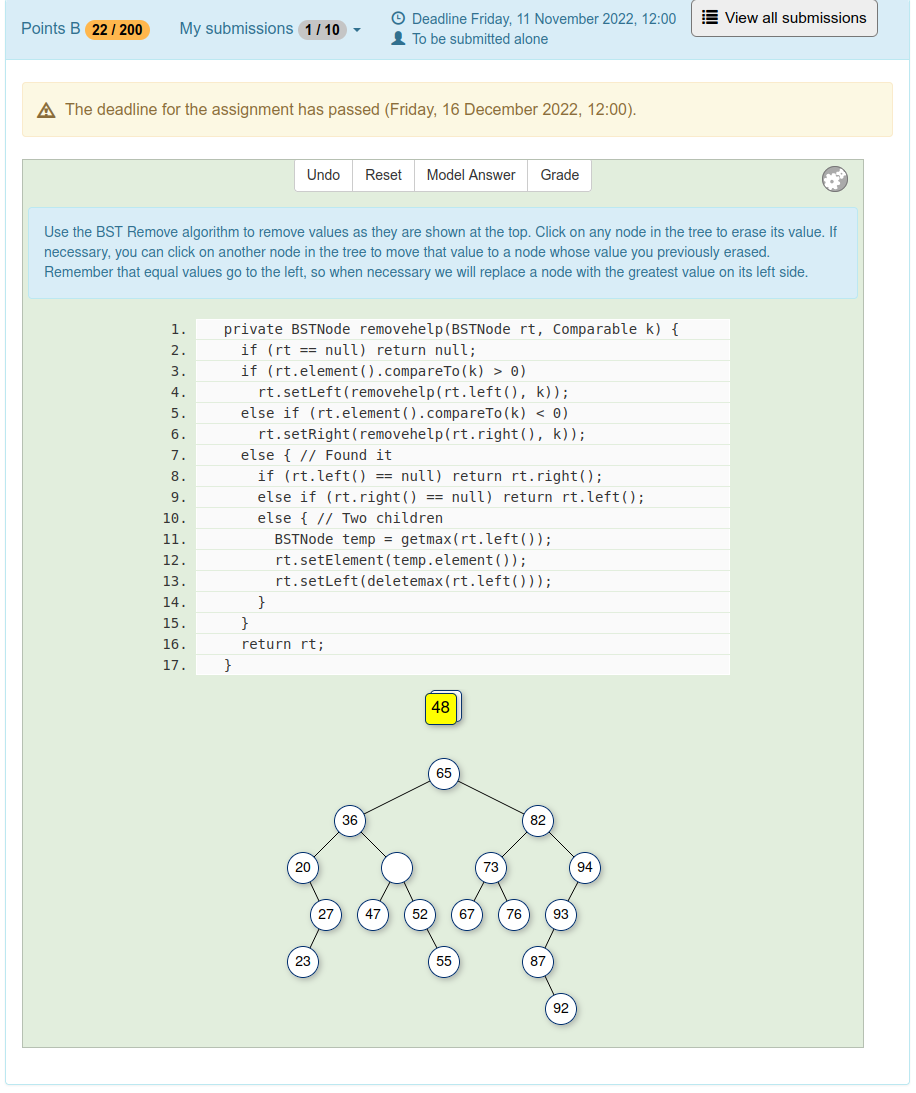 Points B 22 / 200 My submissions 1 / 10 Deadline Friday, 11 November 2022, 12:00 View all submissions
To be submitted alone
The deadline for the assignment has passed (Friday, 16 December 2022, 12:00).
Undo Reset Model Answer Grade
Use the BST Remove algorithm to remove values as they are shown at the top. Click on any node in the tree to erase its value. If
necessary, you can click on another node in the tree to move that value to a node whose value you previously erased.
Remember that equal values go to the left, so when necessary we will replace a node with the greatest value on its left side.
1. private BSTNode removehelp(BSTNode rt, Comparable k) {
2. if (rt == null) return null;
3. if (rt.element().compareTo(k) > 0)
4. rt.setLeft(removehelp(rt.left(), k));
5. else if (rt.element().compareTo(k) < 0)
6. rt.setRight(removehelp(rt.right(), k));
7. else { // Found it
8. if (rt.left() == null) return rt.right();
9. else if (rt.right() == null) return rt.left();
10. else { // Two children
11. BSTNode temp = getmax(rt.left());
12. rt.setElement(temp.element());
13. rt.setLeft(deletemax(rt.left()));
14. }
15. }
16. return rt;
17. }
48
65
36 82
20 73 94
27 47 52 67 76 93
23 55 87
92